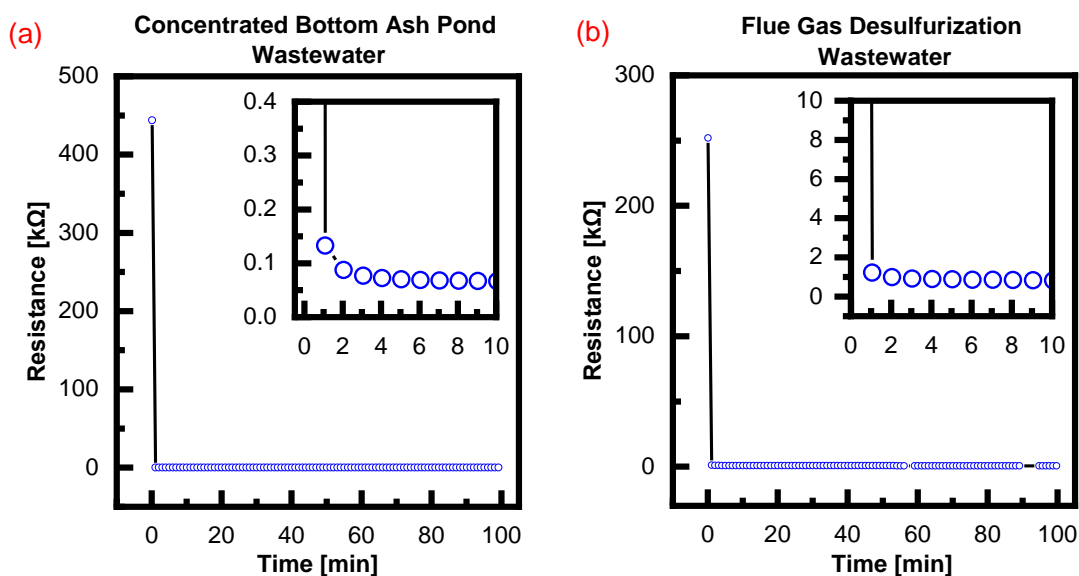 (a)
Concentrated Bottom Ash Pond
Wastewater
Resistance [kΩ]
500
400
300
200
100
0
0 20 40 60 80 100
Time [min]
0.4
0.3
0.2
0.1
0.0
0 2 4 6 8 10
(b)
Flue Gas Desulfurization
Wastewater
Resistance [kΩ]
300
200
100
0
0 20 40 60 80 100
Time [min]
10
8
6
4
2
0
0 2 4 6 8 10